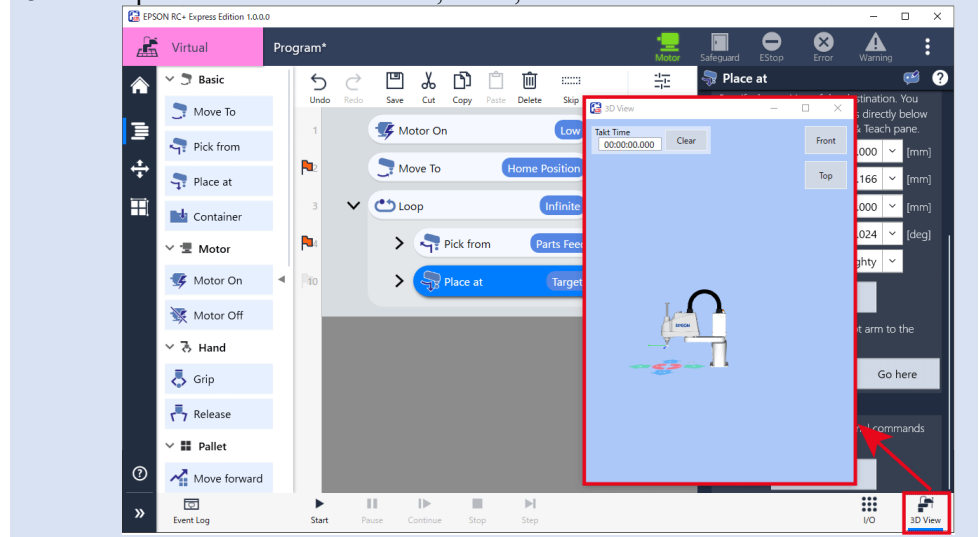 EPSON RC+ Express Edition 1.0.0.0
Virtual
Program*
Motor
Safeguard
EStop
Error
Warning
Basic
Move To
Pick from
Place at
Container
Motor
Motor On
Motor Off
Hand
Grip
Release
Pallet
Move forward
Undo
Redo
Save
Cut
Copy
Paste
Delete
Skip
1
Motor On
Low
2
Move To
Home Position
3
Loop
Infinite
4
Pick from
Parts Fee
10
Place at
Target
3D View
Takt Time
00:00:00.000
Clear
Front
Top
EPSON
Place at
?
stination. You
s directly below
& Teach pane.
.000
[mm]
.166
[mm]
.000
[mm]
.024
[deg]
ghty
ot arm to the
Go here
commands
?
Event Log
Start
Pause
Continue
Stop
Step
I/O
3D View